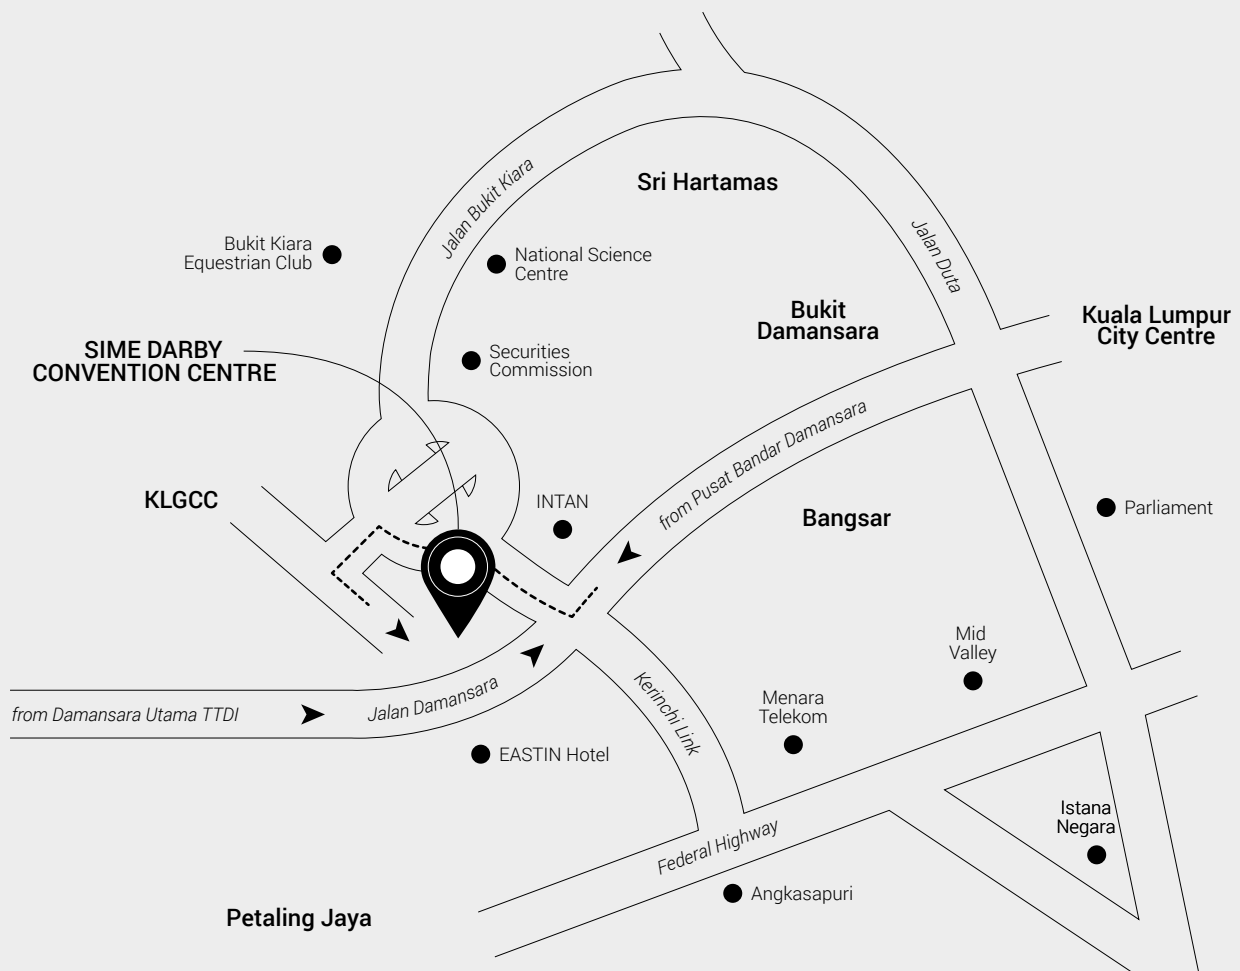 Jalan Bukit Kiara
Sri Hartamas
Jalan Duta
Bukit Kiara
Equestrian Club
National Science
Centre
Bukit
Damansara
Kuala Lumpur
City Centre
SIME DARBY
CONVENTION CENTRE
Securities
Commission
from Pusat Bandar Damansara
KLGCC
INTAN
Bangsar
Parliament
Mid
Valley
Menara
Telekom
Kerinchi Link
from Damansara Utama TTDI
Jalan Damansara
EASTIN Hotel
Istana
Negara
Federal Highway
Angkasapuri
Petaling Jaya